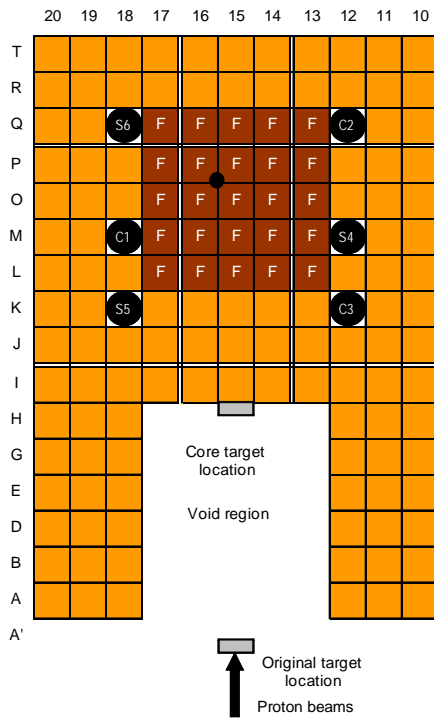 20 19 18 17 16 15 14 13 12 11 10
T
R
Q S6 F F F F F C2
P F F F F F
O F F F F F
M C1 F F F F F S4
L F F F F F
K S5 C3
J
I
H
G Core target
location
E
D Void region
B
A
A'
Original target
location
Proton beams